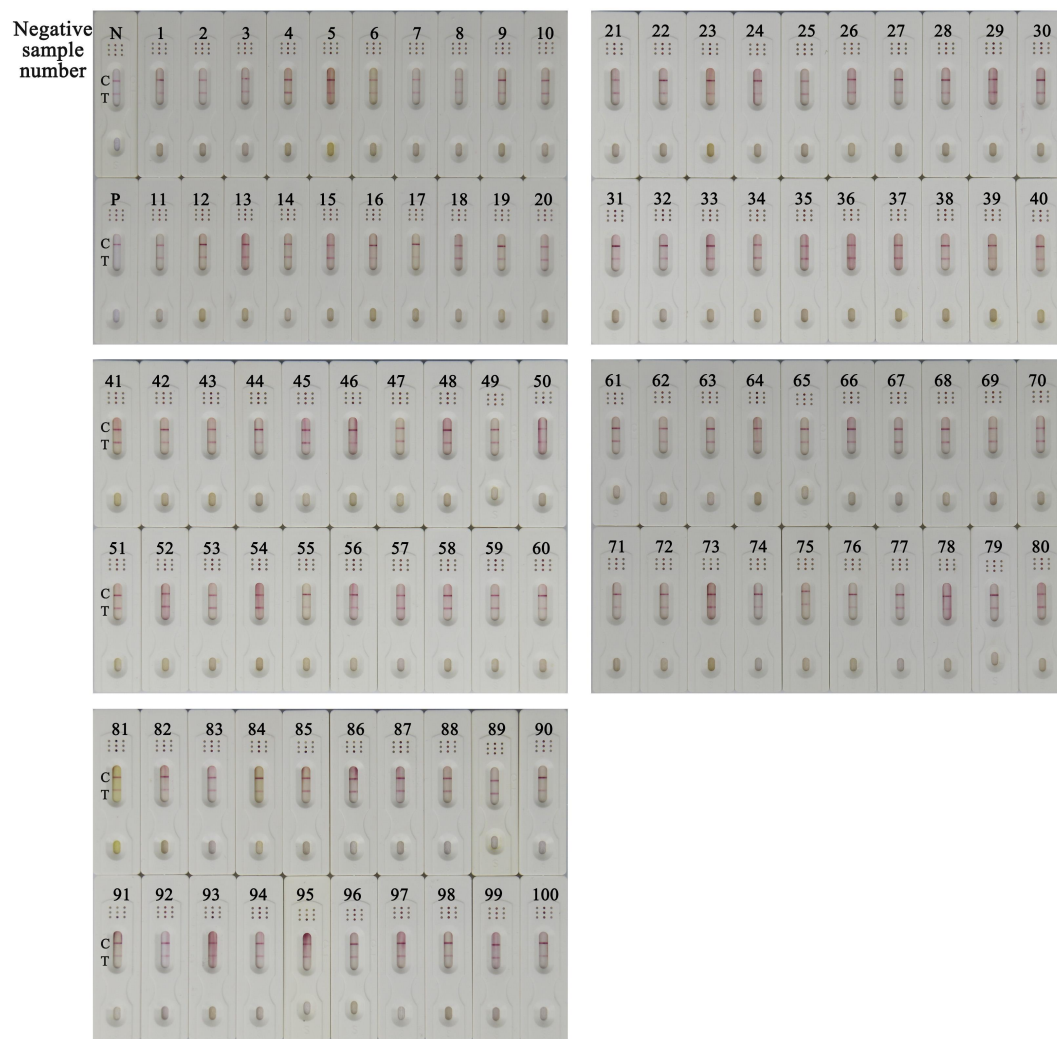 Negative
sample
number
N 1 2 3 4 5 6 7 8 9 10
C
T
P 11 12 13 14 15 16 17 18 19 20
C
T
21 22 23 24 25 26 27 28 29 30
31 32 33 34 35 36 37 38 39 40
41 42 43 44 45 46 47 48 49 50
C
T
51 52 53 54 55 56 57 58 59 60
C
T
61 62 63 64 65 66 67 68 69 70
71 72 73 74 75 76 77 78 79 80
81 82 83 84 85 86 87 88 89 90
C
T
91 92 93 94 95 96 97 98 99 100
C
T